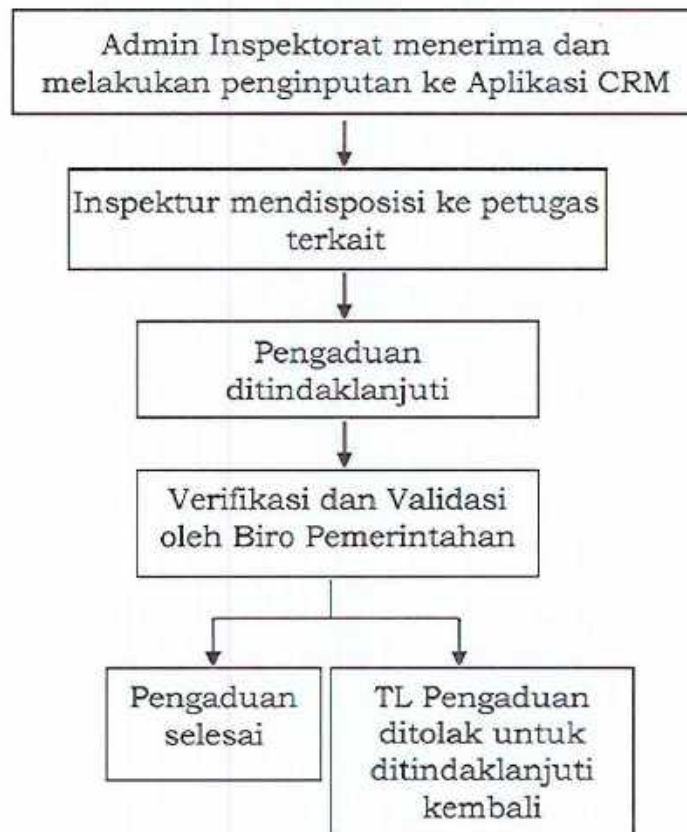 Admin Inspektorat menerima dan
melakukan penginputan ke Aplikasi CRM
Inspektur mendisposisi ke petugas
terkait
Pengaduan
ditindaklanjuti
Verifikasi dan Validasi
oleh Biro Pemerintahan
Pengaduan
selesai
TL Pengaduan
ditolak untuk
ditindaklanjuti
kembali